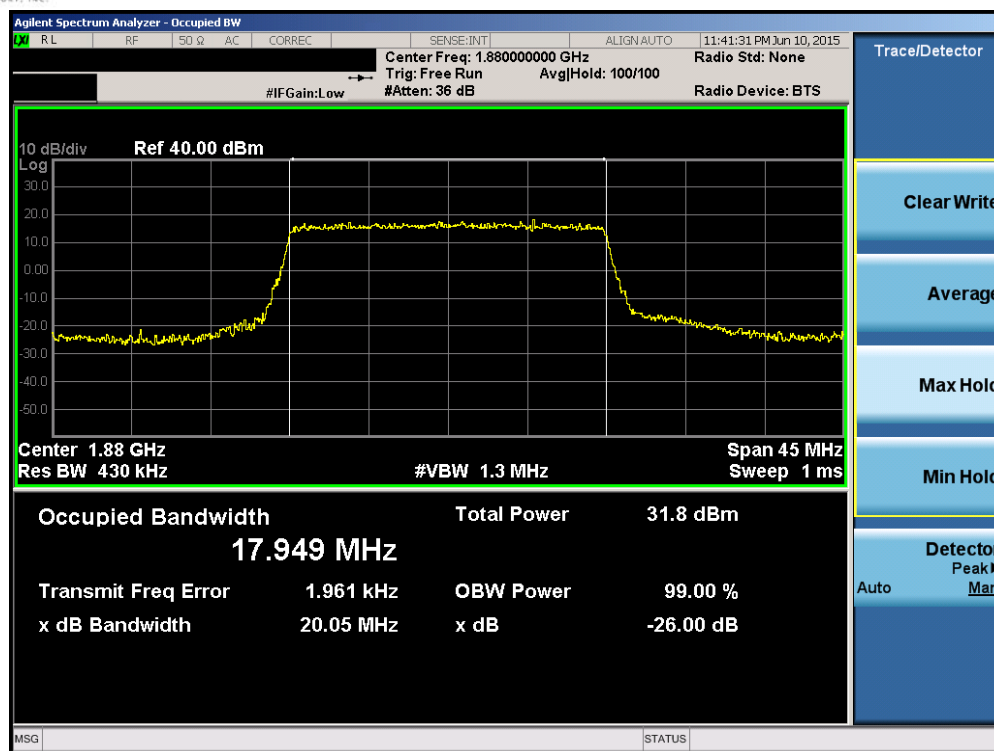 Agilent Spectrum Analyzer - Occupied BW
LXI RL RF 50 Ω AC CORREC SENSE:INT ALIGN AUTO 11:41:31 PM Jun 10, 2015
Center Freq: 1.880000000 GHz Radio Std: None
Trig: Free Run Avg|Hold: 100/100
#IFGain:Low #Atten: 36 dB Radio Device: BTS
Trace/Detector
10 dB/div Ref 40.00 dBm
Log
30.0
20.0
10.0
0.00
-10.0
-20.0
-30.0
-40.0
-50.0
Center 1.88 GHz Span 45 MHz
Res BW 430 kHz #VBW 1.3 MHz Sweep 1 ms
Occupied Bandwidth Total Power 31.8 dBm
17.949 MHz
Transmit Freq Error 1.961 kHz OBW Power 99.00 %
x dB Bandwidth 20.05 MHz x dB -26.00 dB
Clear Write
Average
Max Hold
Min Hold
Detector
Peak
Auto Man
MSG STATUS